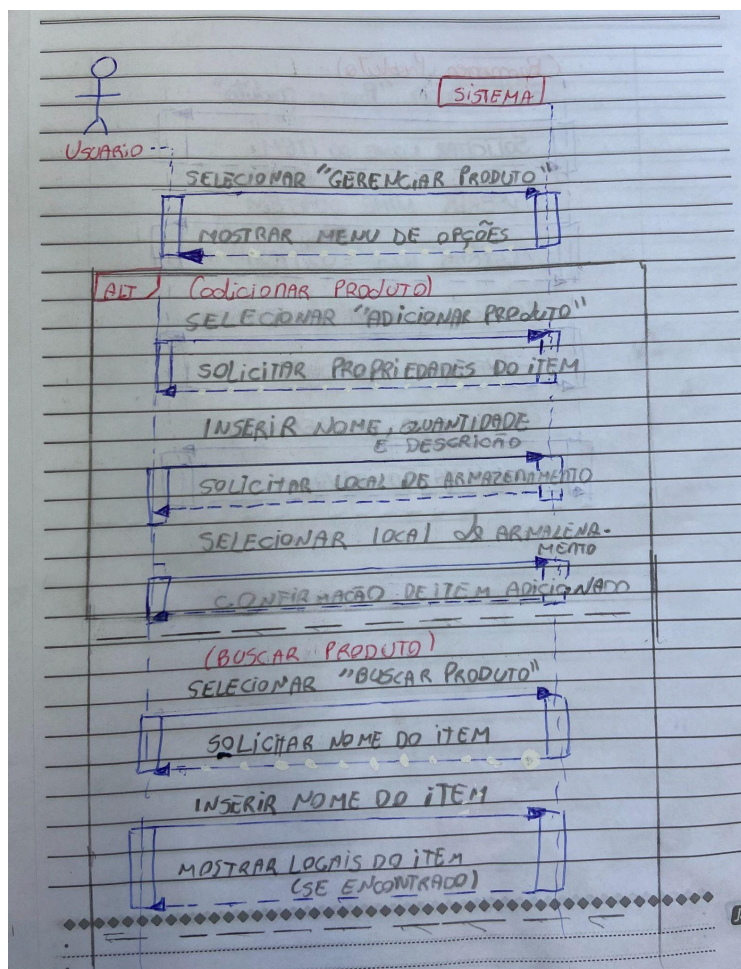 SISTEMA
USUARIO
SELECIONAR "GERENCIAR PRODUTO"
MOSTRAR MENU DE OPÇÕES
ALT
(adicionar PRODUTO)
SELECIONAR "ADICIONAR PRODUTO"
SOLICITAR PROPRIEDADES DO ITEM
INSERIR NOME, QUANTIDADE
E DESCRICÃO
SOLICITAR LOCAL DE ARMAZENAMENTO
SELECIONAR LOCAL de ARMAZENA-
MENTO
CONFIRMAÇÃO DE ITEM ADICIONADO
(BUSCAR PRODUTO)
SELECIONAR "BUSCAR PRODUTO"
SOLICITAR NOME DO ITEM
INSERIR NOME DO ITEM
MOSTRAR LOCAIS DO ITEM
(SE ENCONTRADO)